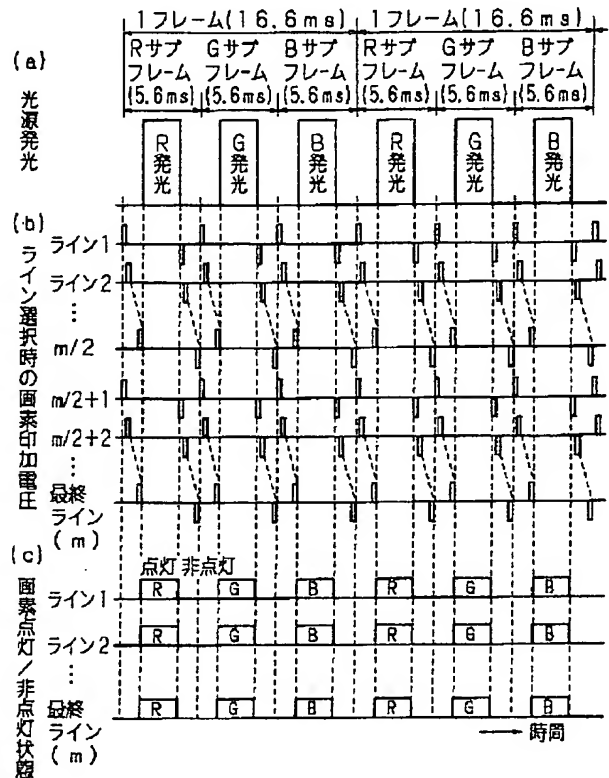 1フレーム(16.6ms) 1フレーム(16.6ms)
(a)
Rサブ Gサブ Bサブ Rサブ Gサブ Bサブ
フレーム フレーム フレーム フレーム フレーム フレーム
(5.6ms) (5.6ms) (5.6ms) (5.6ms) (5.6ms) (5.6ms)
光源発光
R発光 G発光 B発光 R発光 G発光 B発光
(b)
ライン選択時の画素印加電圧
ライン1
ライン2
⋮
m/2
m/2+1
m/2+2
⋮
最終
ライン
(m)
(c)
画素点灯/非点灯状態
点灯 非点灯
ライン1 R G B R G B
ライン2 R G B R G B
⋮
最終 R G B R G B
ライン
(m)
時間